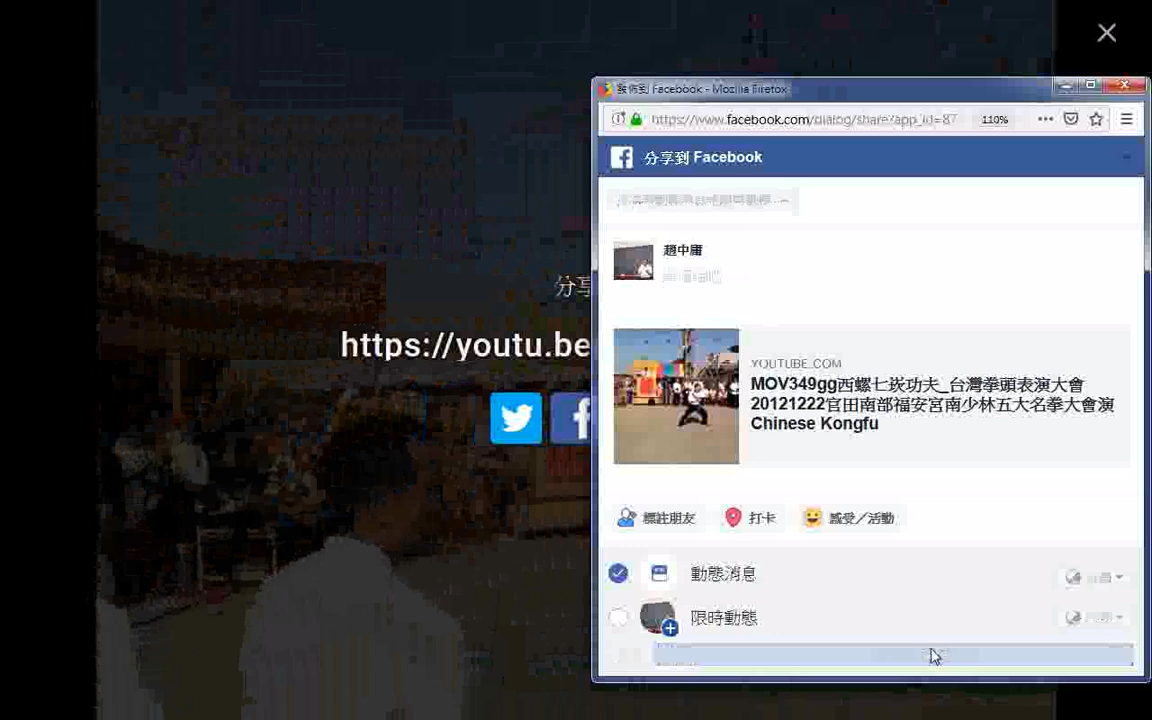 發佈到 Facebook - Mozilla Firefox
https://www.facebook.com/dialog/share?app_id=87
110%
分享到 Facebook
趙中庸
分享
https://youtu.be
YOUTUBE.COM
MOV349gg西螺七崁功夫_台灣拳頭表演大會
20121222官田南部福安宮南少林五大名拳大會演
Chinese Kongfu
標註朋友
打卡
感受／活動
動態消息
限時動態